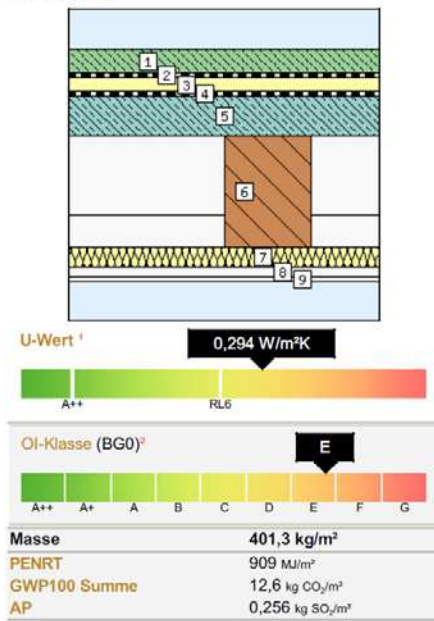 1
2
3
4
5
6
7
8
9
U-Wert ¹
0,294 W/m²K
A++ RL6
OI-Klasse (BG0)²
E
A++ A+ A B C D E F G
Masse 401,3 kg/m²
PENRT 909 MJ/m²
GWP100 Summe 12,6 kg CO₂/m²
AP 0,256 kg SO₂/m²